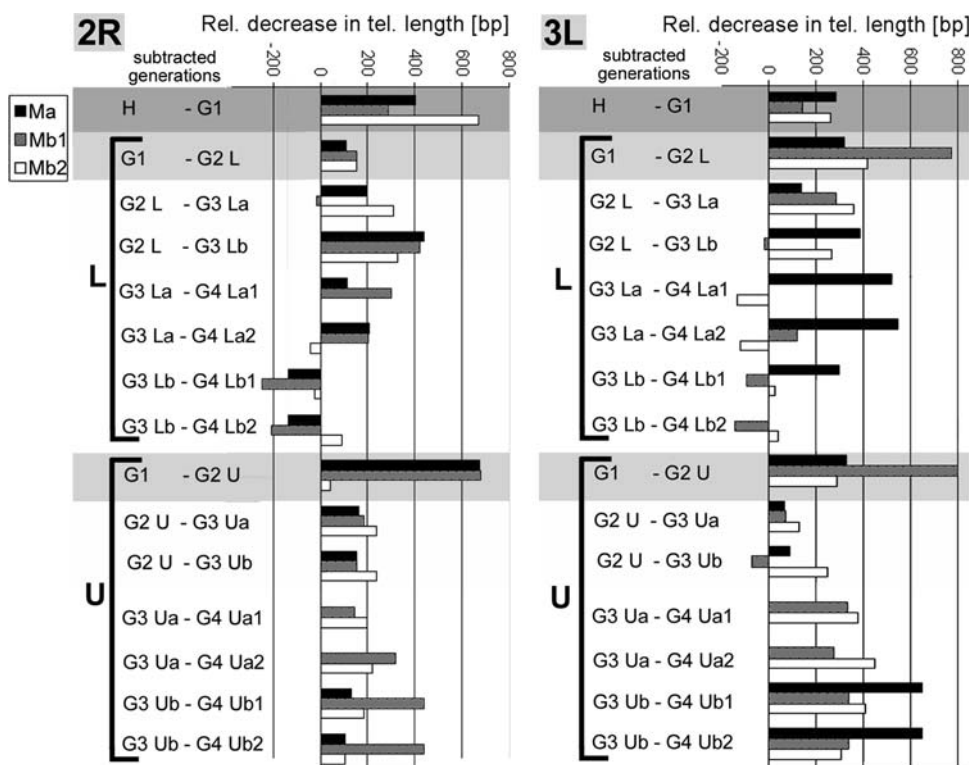 2R Rel. decrease in tel. length [bp]
subtracted
generations
-200 0 200 400 600 800
Ma
Mb1
Mb2
H - G1
L
G1 - G2 L
G2 L - G3 La
G2 L - G3 Lb
G3 La - G4 La1
G3 La - G4 La2
G3 Lb - G4 Lb1
G3 Lb - G4 Lb2
U
G1 - G2 U
G2 U - G3 Ua
G2 U - G3 Ub
G3 Ua - G4 Ua1
G3 Ua - G4 Ua2
G3 Ub - G4 Ub1
G3 Ub - G4 Ub2
3L Rel. decrease in tel. length [bp]
subtracted
generations
-200 0 200 400 600 800
H - G1
L
G1 - G2 L
G2 L - G3 La
G2 L - G3 Lb
G3 La - G4 La1
G3 La - G4 La2
G3 Lb - G4 Lb1
G3 Lb - G4 Lb2
U
G1 - G2 U
G2 U - G3 Ua
G2 U - G3 Ub
G3 Ua - G4 Ua1
G3 Ua - G4 Ua2
G3 Ub - G4 Ub1
G3 Ub - G4 Ub2